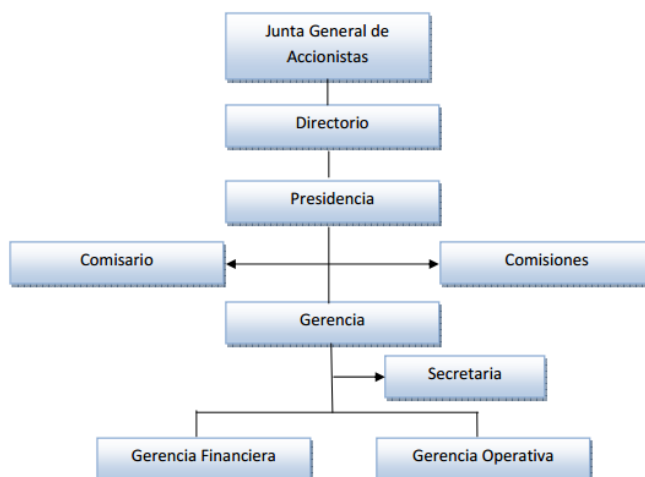 Junta General de
Accionistas
Directorio
Presidencia
Comisario
Comisiones
Gerencia
Secretaria
Gerencia Financiera
Gerencia Operativa